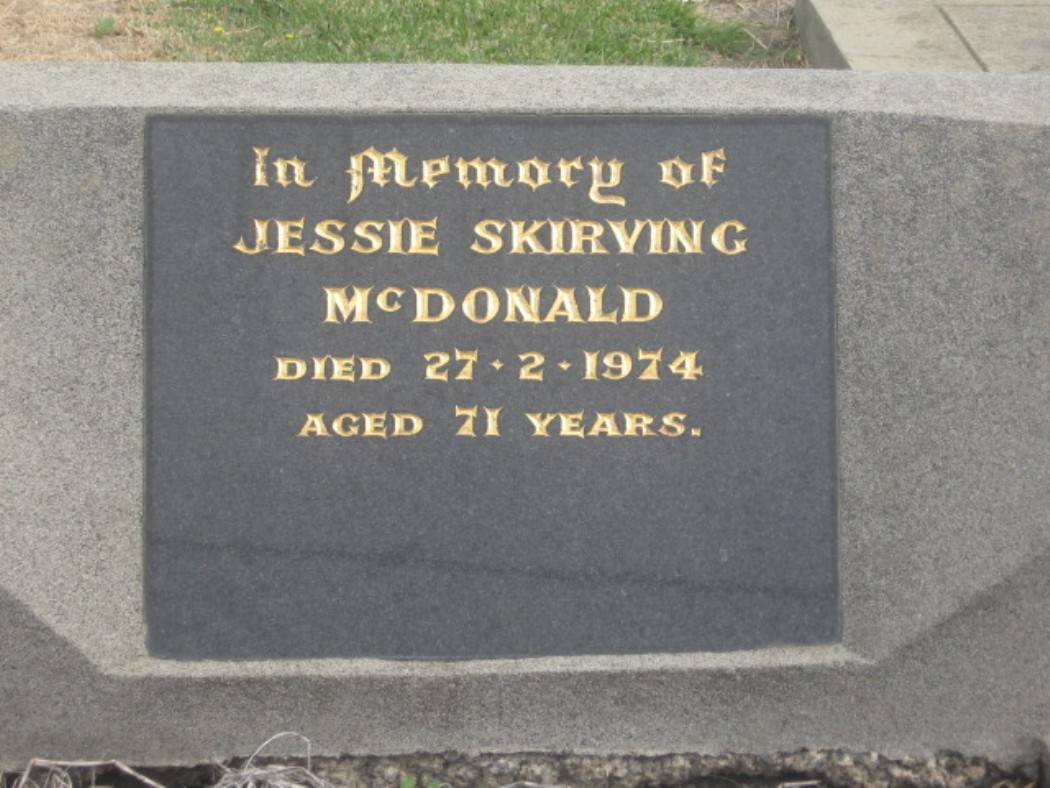 In Memory of
JESSIE SKIRVING
McDONALD
DIED 27·2·1974
AGED 71 YEARS.